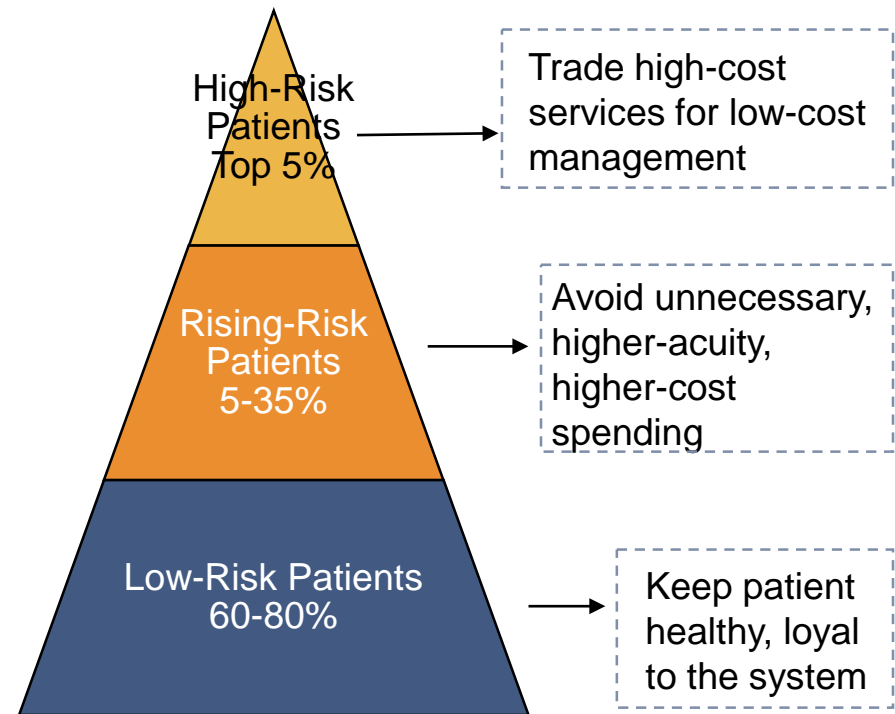 High-Risk
Patients
Top 5%
Trade high-cost
services for low-cost
management
Rising-Risk
Patients
5-35%
Avoid unnecessary,
higher-acuity,
higher-cost
spending
Low-Risk Patients
60-80%
Keep patient
healthy, loyal
to the system